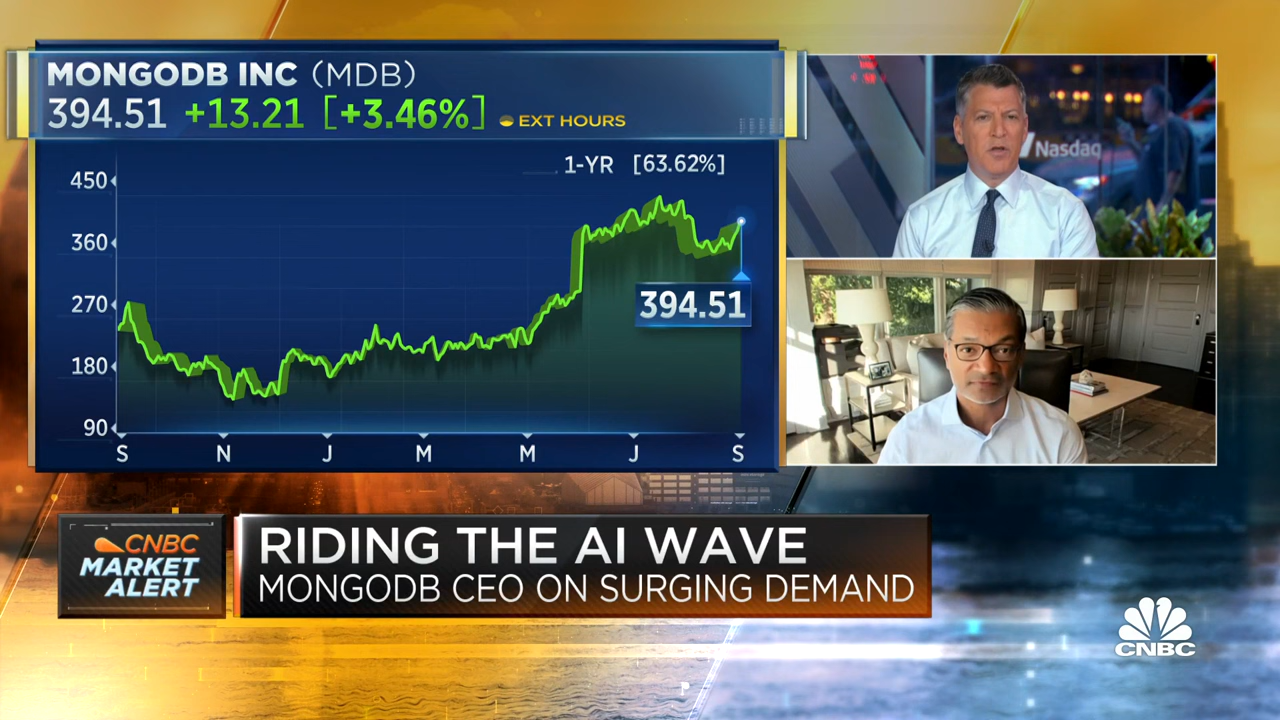 MONGODB INC (MDB)
394.51 +13.21 [+3.46%] EXT HOURS
1-YR [63.62%]
450
360
270
180
90
394.51
S N J M M J S
Nasdaq
CNBC
MARKET
ALERT
RIDING THE AI WAVE
MONGODB CEO ON SURGING DEMAND
CNBC